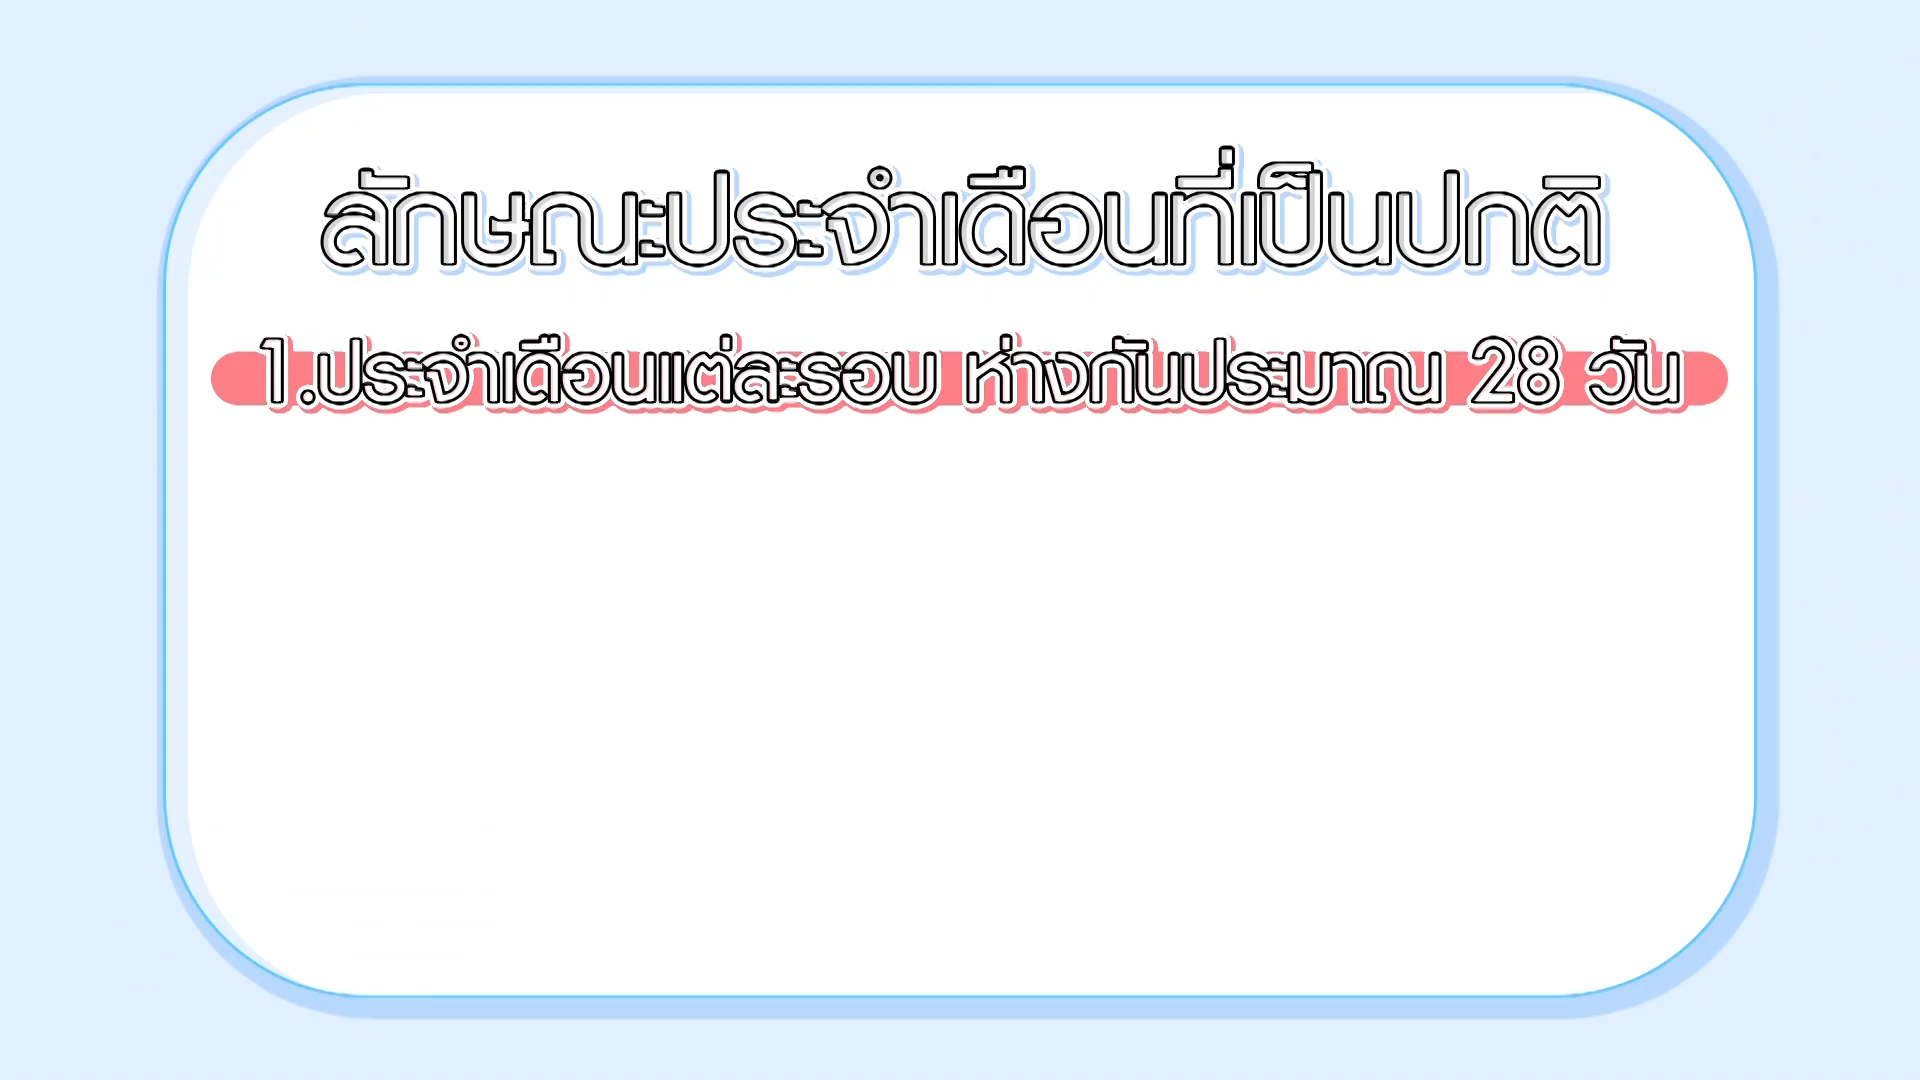 ลักษณะประจำเดือนที่เป็นปกติ
1.ประจำเดือนแต่ละรอบ ห่างกันประมาณ 28 วัน